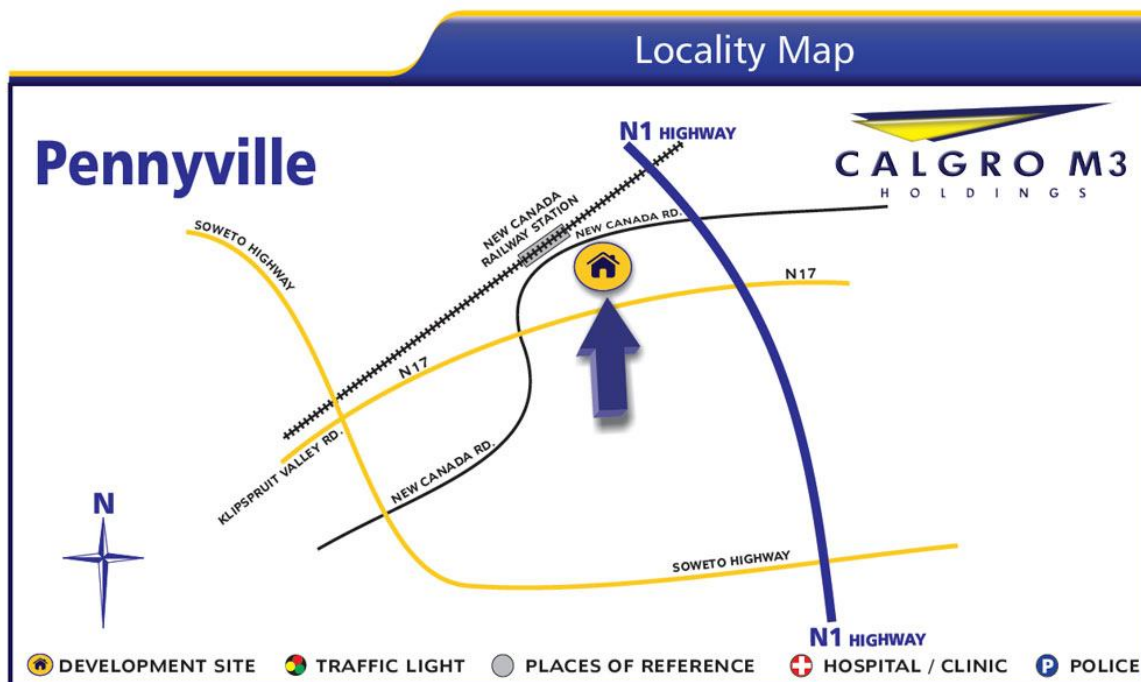 Locality Map
Pennyville
N1 HIGHWAY
CALGRO M3
HOLDINGS
SOWETO HIGHWAY
NEW CANADA
RAILWAY STATION
NEW CANADA RD.
N17
N17
KLIPSPRUIT VALLEY RD.
NEW CANADA RD.
N
SOWETO HIGHWAY
N1 HIGHWAY
DEVELOPMENT SITE
TRAFFIC LIGHT
PLACES OF REFERENCE
HOSPITAL / CLINIC
P POLICE